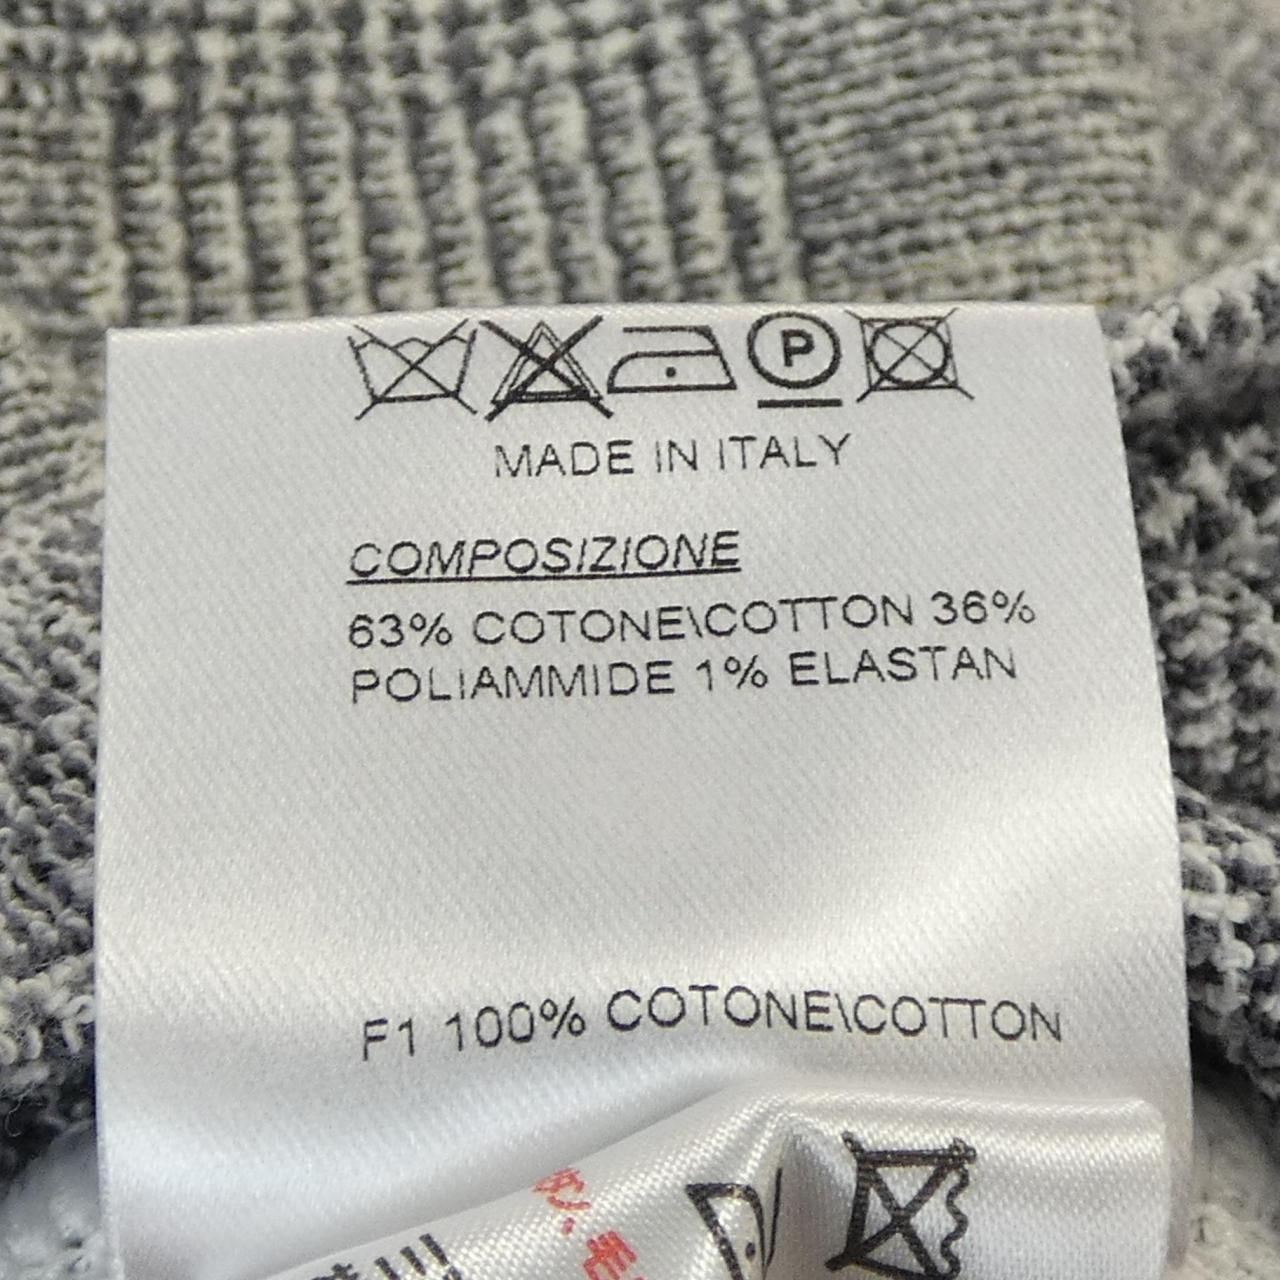 P
MADE IN ITALY
COMPOSIZIONE
63% COTONE\COTTON 36%
POLIAMMIDE 1% ELASTAN
F1 100% COTONE\COTTON